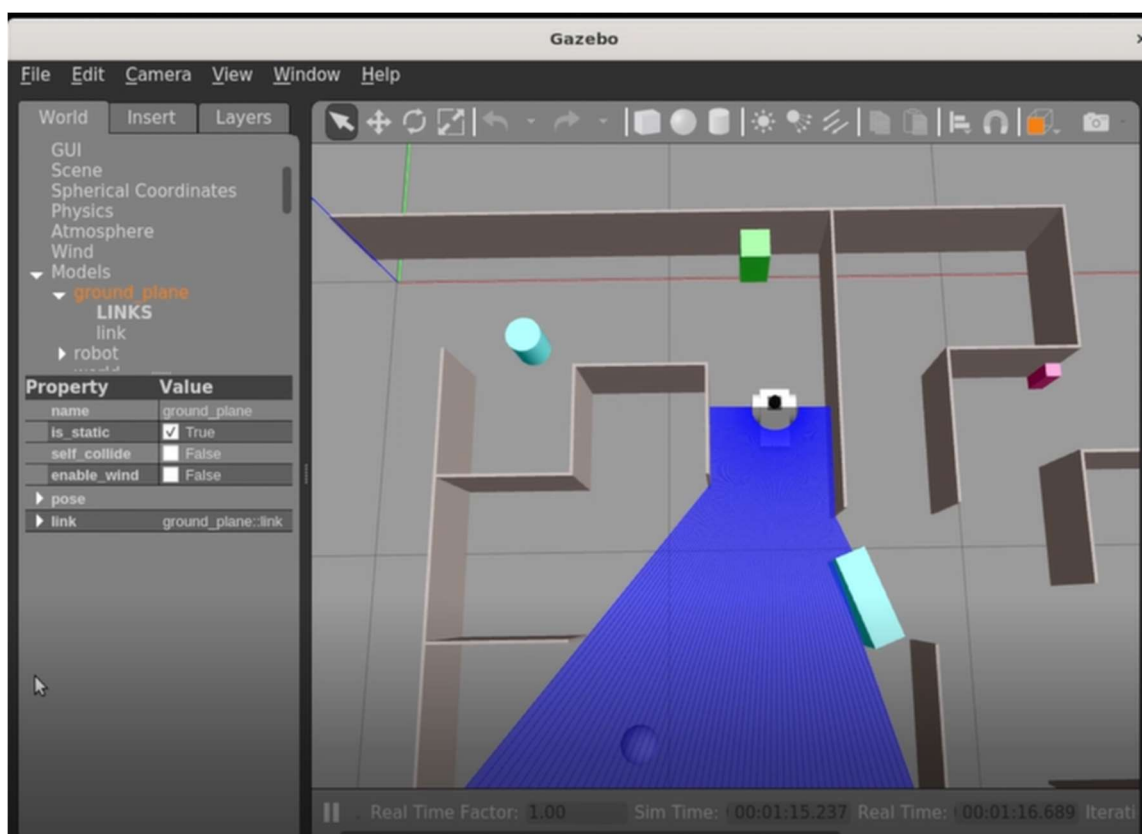 Gazebo
File Edit Camera View Window Help
World Insert Layers
GUI
Scene
Spherical Coordinates
Physics
Atmosphere
Wind
Models
ground_plane
LINKS
link
robot
Property Value
name ground_plane
is_static True
self_collide False
enable_wind False
pose
link ground_plane::link
Real Time Factor: 1.00 Sim Time: 00:01:15.237 Real Time: 00:01:16.689 Iterati